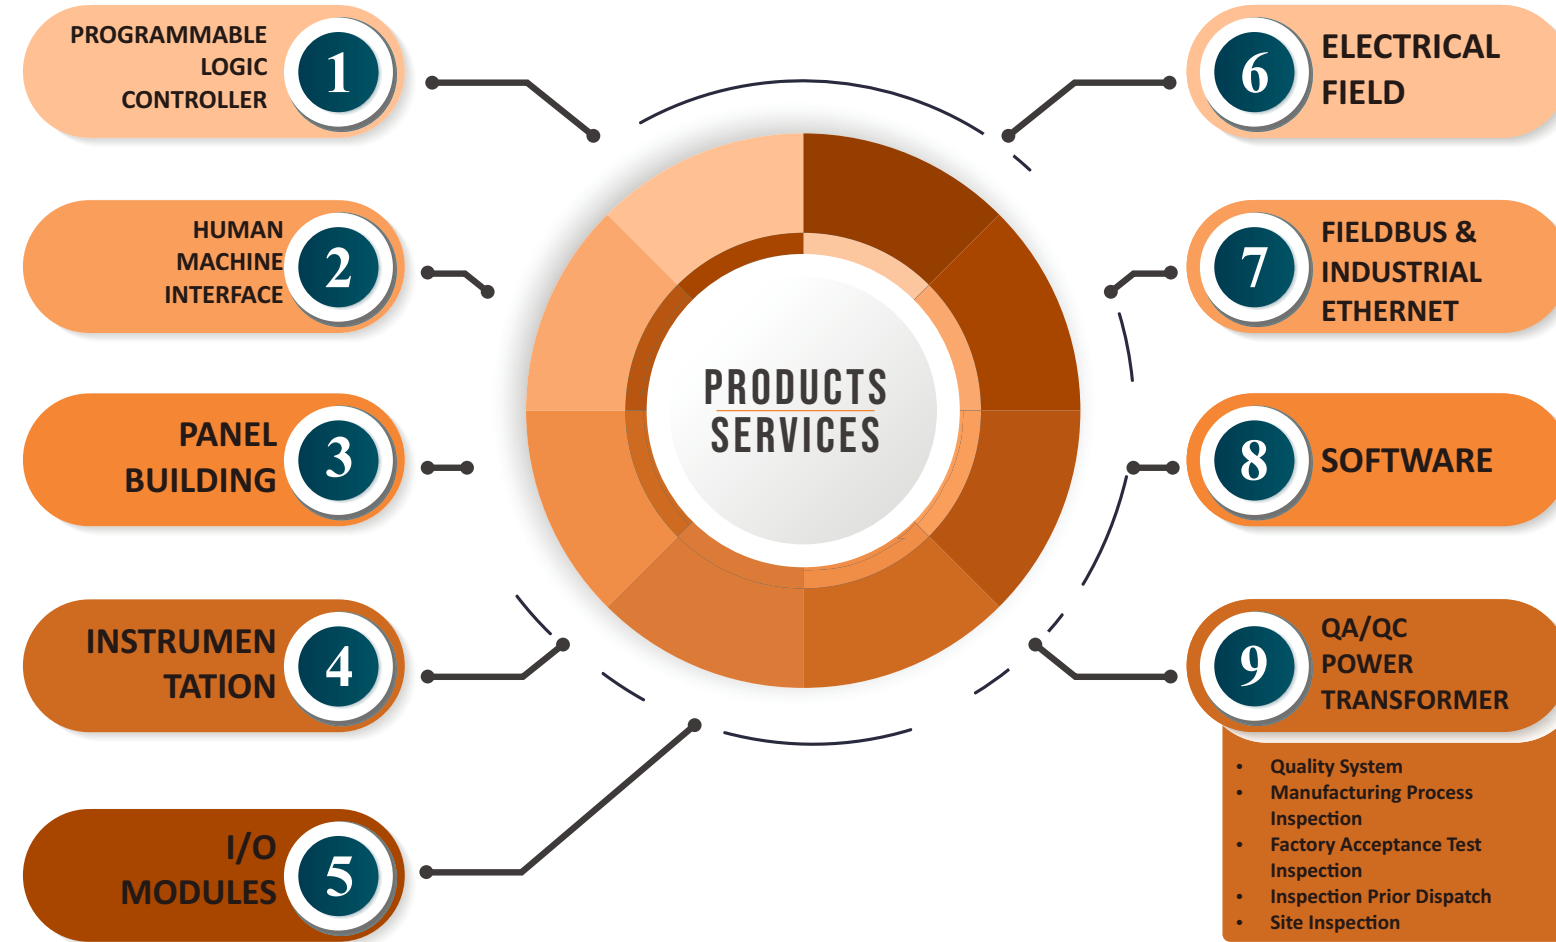 PROGRAMMABLE
LOGIC
CONTROLLER
1
HUMAN
MACHINE
INTERFACE
2
PANEL
BUILDING
3
INSTRUMEN
TATION
4
I/O
MODULES
5
PRODUCTS
SERVICES
6
ELECTRICAL
FIELD
7
FIELDBUS &
INDUSTRIAL
ETHERNET
8
SOFTWARE
9
QA/QC
POWER
TRANSFORMER
• Quality System
• Manufacturing Process
Inspection
• Factory Acceptance Test
Inspection
• Inspection Prior Dispatch
• Site Inspection